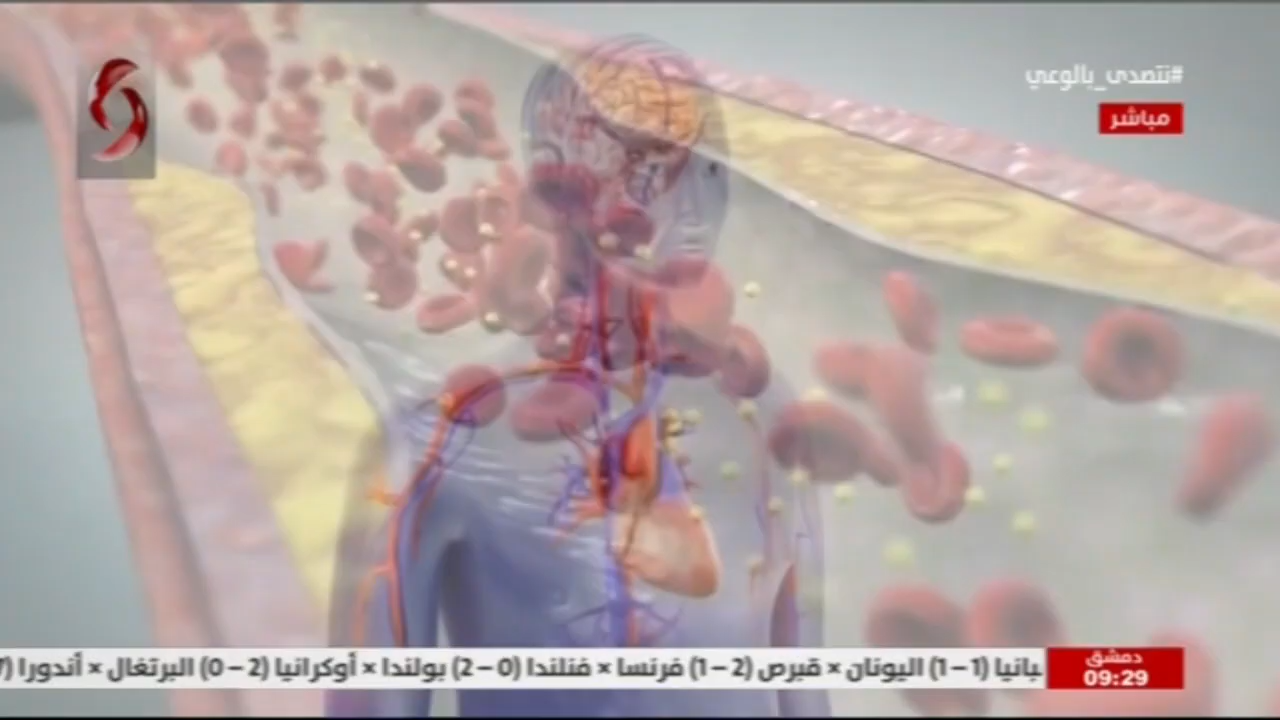 #نتصدى_بالوعي
مباشر
(1-1) اليونان × قبرص (2-1) فرنسا × فنلندا (0-2) بولندا × أوكرانيا (2-0) البرتغال × أندورا
دمشق
09:29